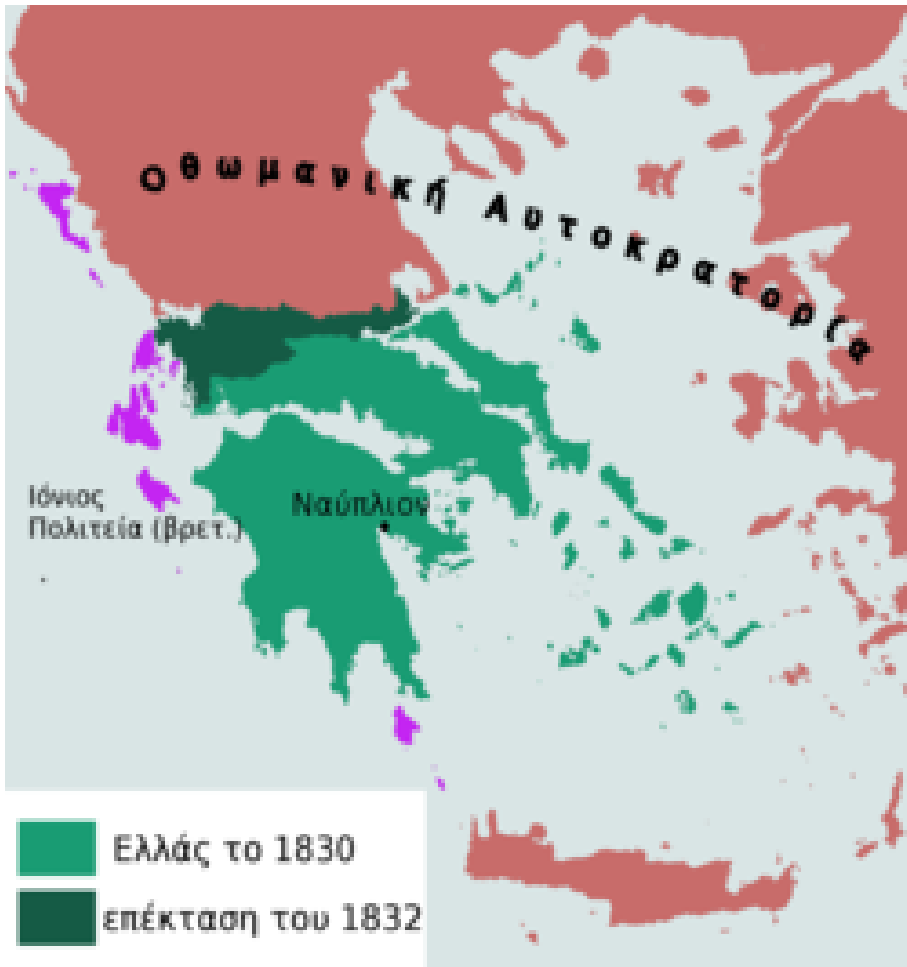 Οθωμανική Αυτοκρατορία
Ιόνιος
Πολιτεία (βρετ.)
Ναύπλιον
Ελλάς το 1830
επέκταση του 1832